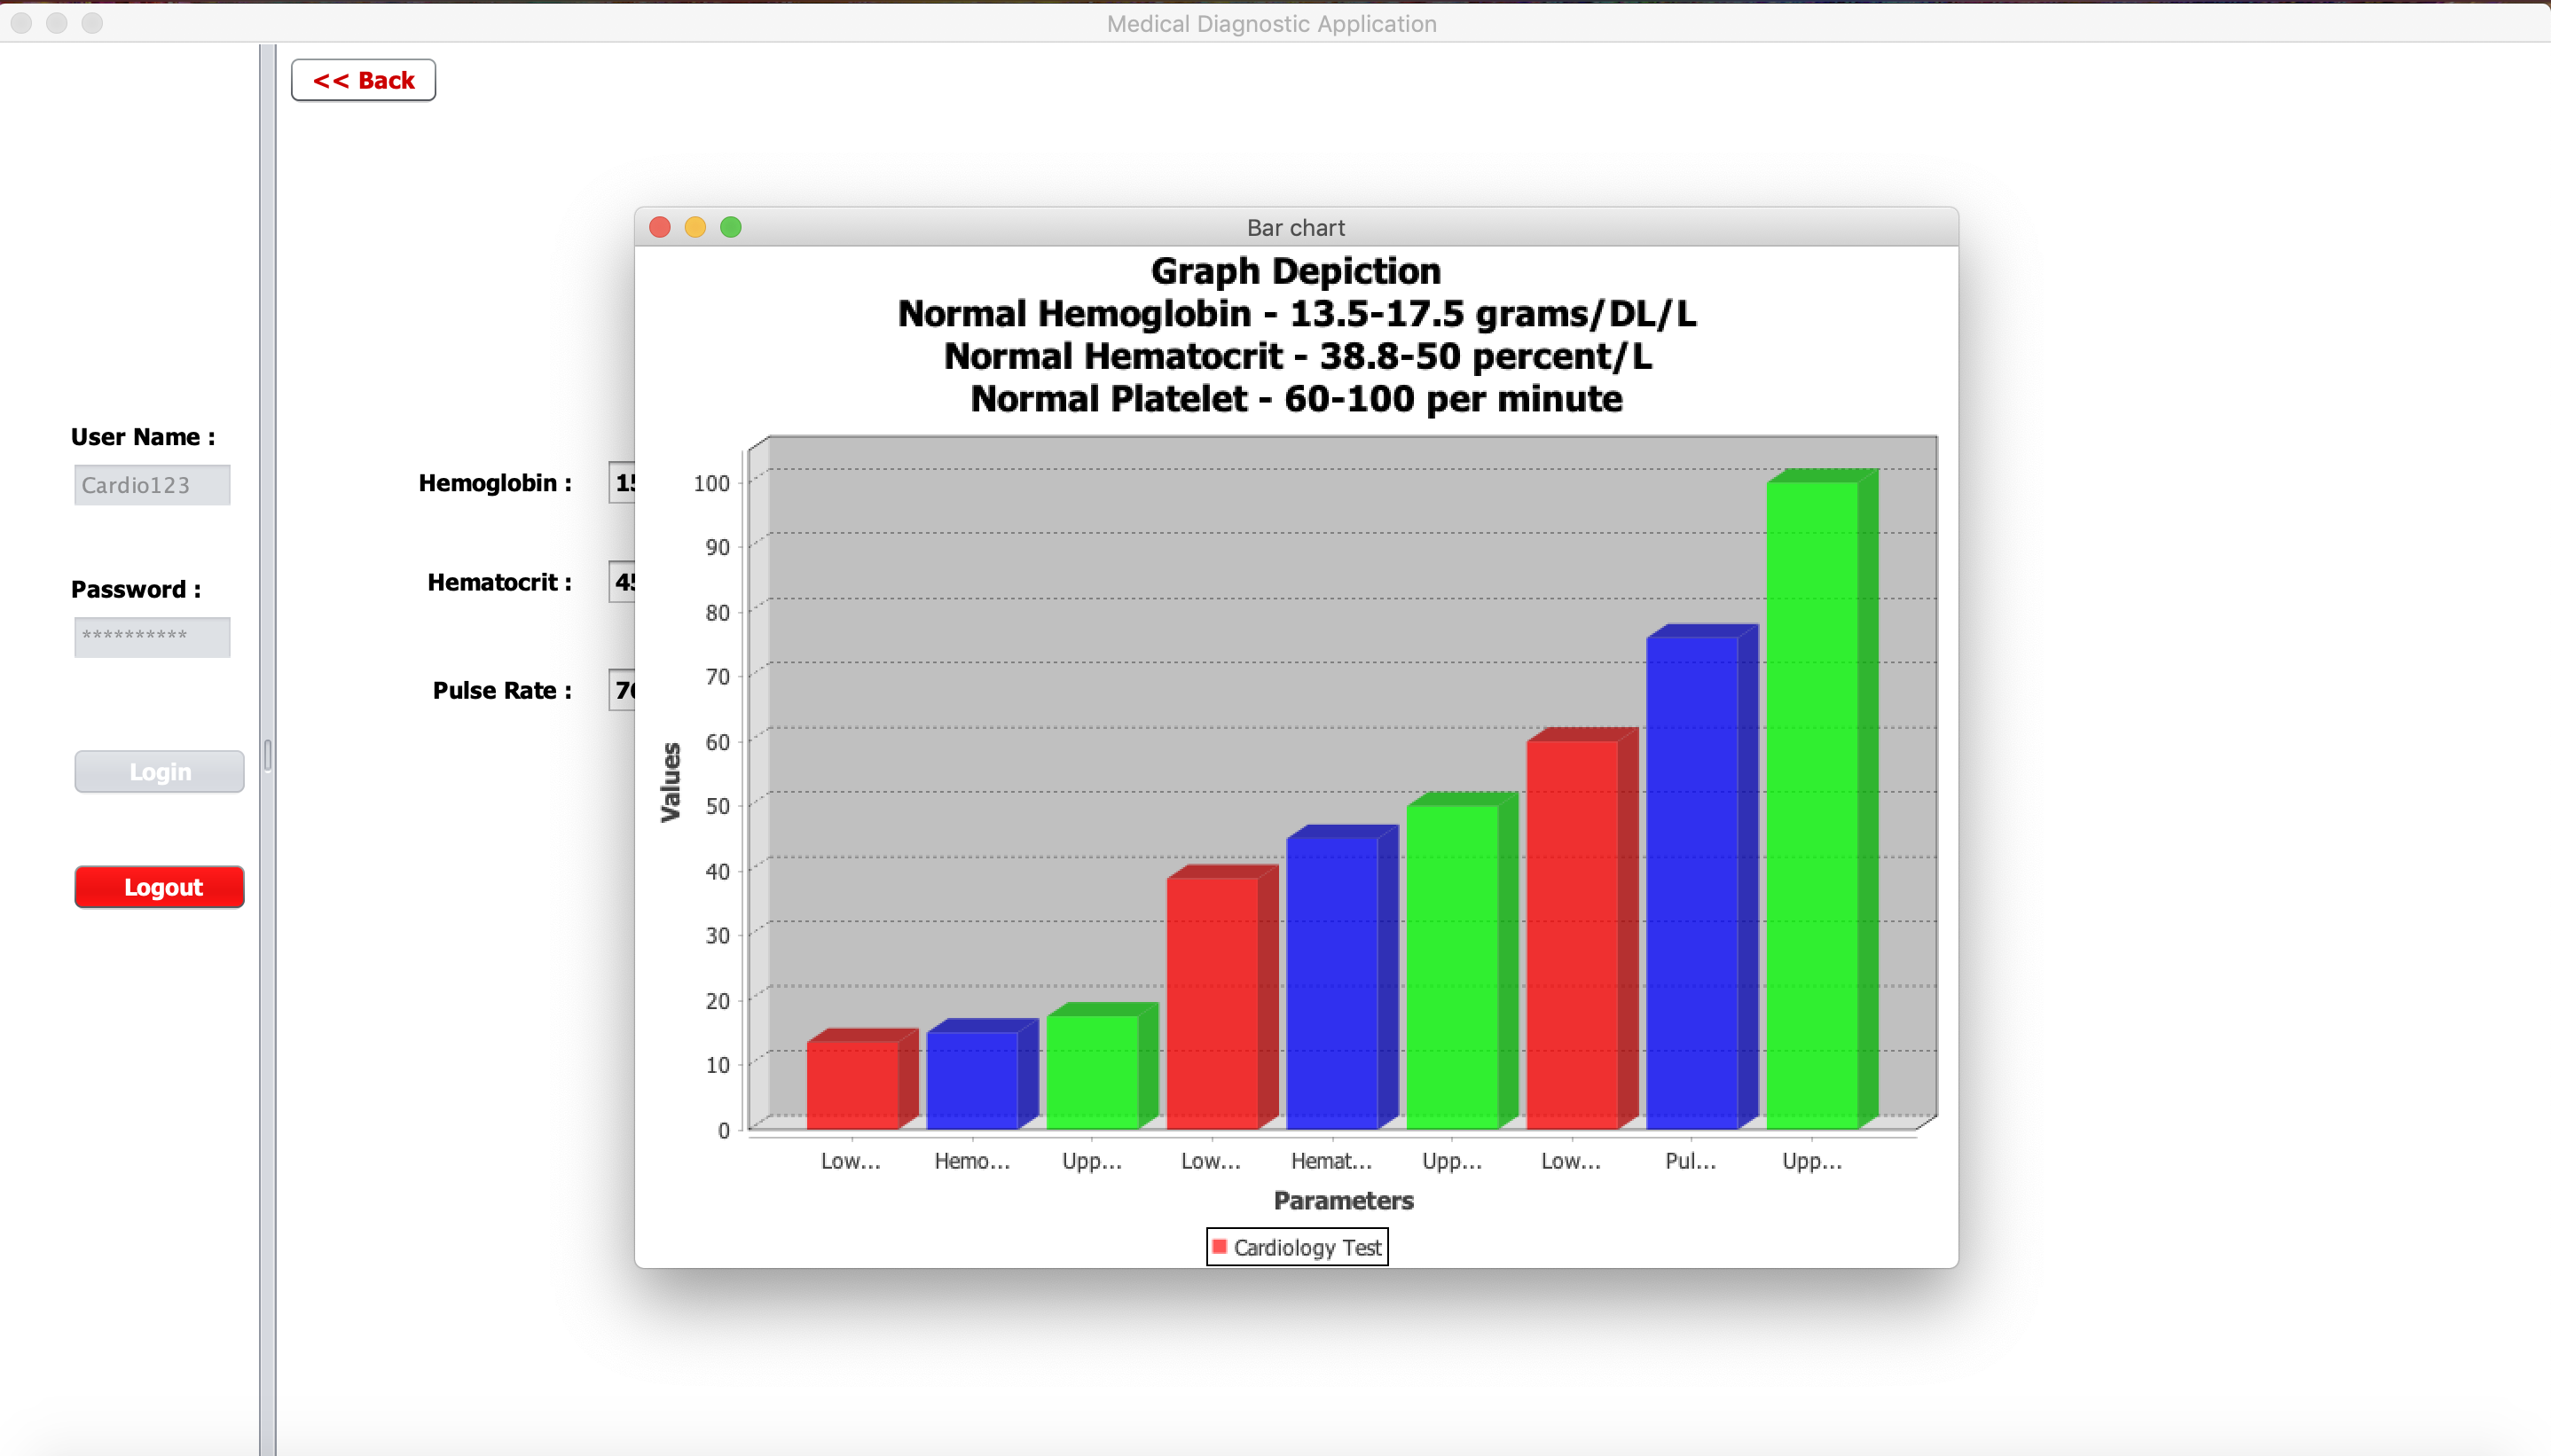 Medical Diagnostic Application
<< Back
User Name :
Cardio123
Password :
**********
Login
Logout
Hemoglobin : 15
Hematocrit : 45
Pulse Rate :
Bar chart
Graph Depiction
Normal Hemoglobin - 13.5-17.5 grams/DL/L
Normal Hematocrit - 38.8-50 percent/L
Normal Platelet - 60-100 per minute
Values
100
90
80
70
60
50
40
30
20
10
0
Low... Hemo... Upp... Low... Hemat... Upp... Low... Pul... Upp...
Parameters
Cardiology Test